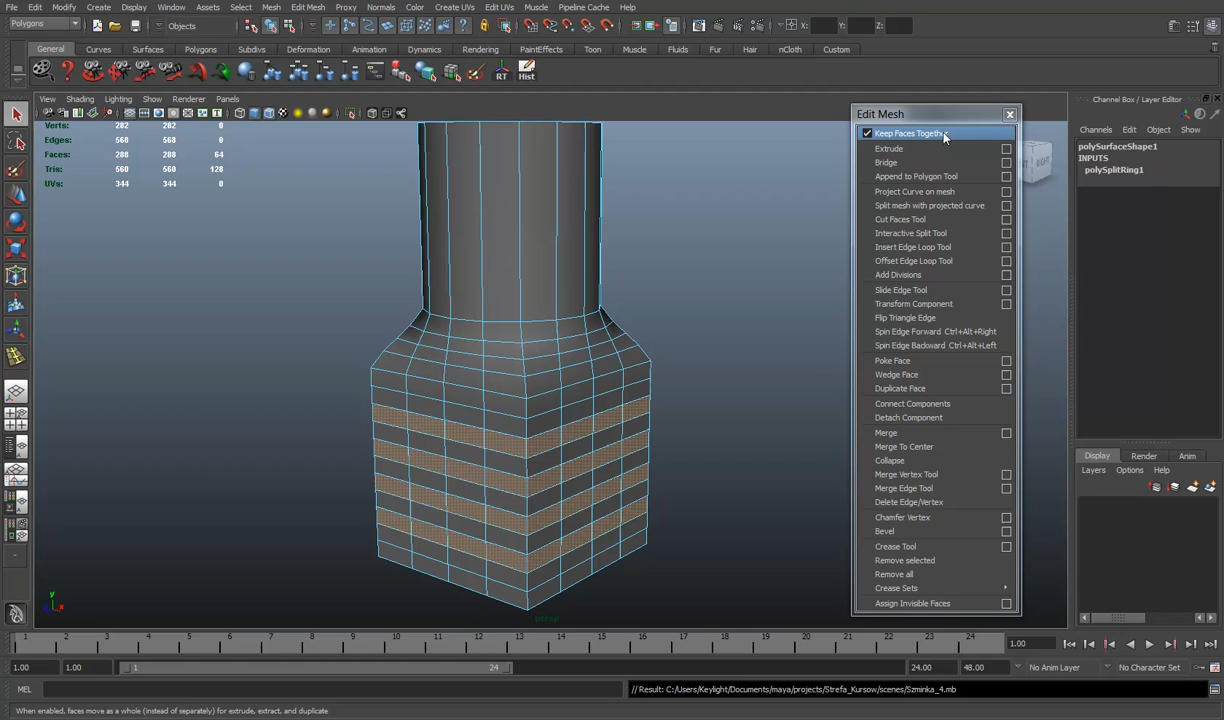 File Edit Modify Create Display Window Assets Select Mesh Edit Mesh Proxy Normals Color Create UVs Edit UVs Muscle Pipeline Cache Help
Polygons Objects X: Y: Z:
General Curves Surfaces Polygons Subdivs Deformation Animation Dynamics Rendering PaintEffects Toon Muscle Fluids Fur Hair nCloth Custom
RT Hist
View Shading Lighting Show Renderer Panels
Verts: 282 282 0
Edges: 568 568 0
Faces: 288 288 64
Tris: 560 560 128
UVs: 344 344 0
RIGHT
Edit Mesh
Keep Faces Together
Extrude
Bridge
Append to Polygon Tool
Project Curve on mesh
Split mesh with projected curve
Cut Faces Tool
Interactive Split Tool
Insert Edge Loop Tool
Offset Edge Loop Tool
Add Divisions
Slide Edge Tool
Transform Component
Flip Triangle Edge
Spin Edge Forward Ctrl+Alt+Right
Spin Edge Backward Ctrl+Alt+Left
Poke Face
Wedge Face
Duplicate Face
Connect Components
Detach Component
Merge
Merge To Center
Collapse
Merge Vertex Tool
Merge Edge Tool
Delete Edge/Vertex
Chamfer Vertex
Bevel
Crease Tool
Remove selected
Remove all
Crease Sets
Assign Invisible Faces
Channel Box / Layer Editor
Channels Edit Object Show
polySurfaceShape1
INPUTS
polySplitRing1
Display Render Anim
Layers Options Help
y
x
persp
1 2 3 4 5 6 7 8 9 10 11 12 13 14 15 16 17 18 19 20 21 22 23 24 1.00
1.00 1.00 1 24 24.00 48.00 No Anim Layer No Character Set
MEL // Result: C:/Users/Keylight/Documents/maya/projects/Strefa_Kursow/scenes/Szminka_4.mb
When enabled, faces move as a whole (instead of separately) for extrude, extract, and duplicate